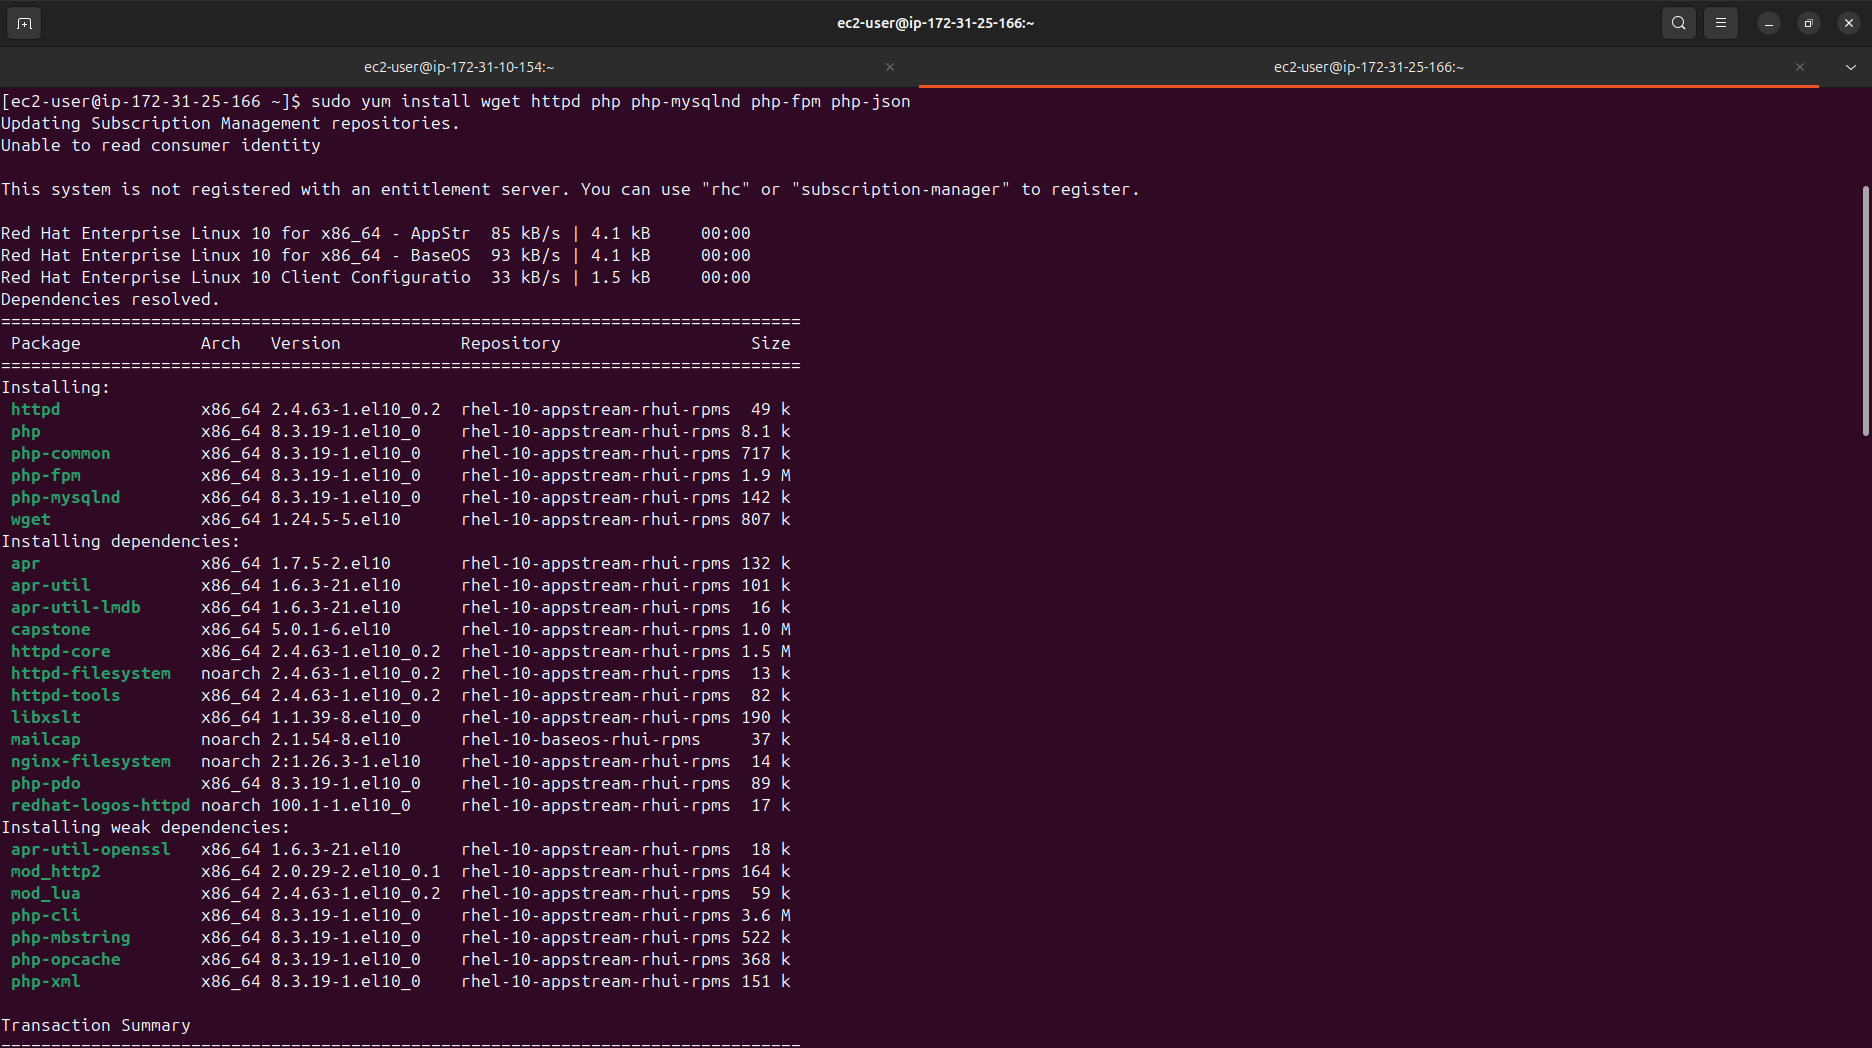 ec2-user@ip-172-31-25-166:~
ec2-user@ip-172-31-10-154:~
ec2-user@ip-172-31-25-166:~
[ec2-user@ip-172-31-25-166 ~]$ sudo yum install wget httpd php php-mysqlnd php-fpm php-json
Updating Subscription Management repositories.
Unable to read consumer identity
This system is not registered with an entitlement server. You can use "rhc" or "subscription-manager" to register.
Red Hat Enterprise Linux 10 for x86_64 - AppStr  85 kB/s | 4.1 kB     00:00
Red Hat Enterprise Linux 10 for x86_64 - BaseOS  93 kB/s | 4.1 kB     00:00
Red Hat Enterprise Linux 10 Client Configuratio  33 kB/s | 1.5 kB     00:00
Dependencies resolved.
================================================================================
 Package            Arch   Version            Repository                   Size
================================================================================
Installing:
 httpd              x86_64 2.4.63-1.el10_0.2  rhel-10-appstream-rhui-rpms  49 k
 php                x86_64 8.3.19-1.el10_0    rhel-10-appstream-rhui-rpms 8.1 k
 php-common         x86_64 8.3.19-1.el10_0    rhel-10-appstream-rhui-rpms 717 k
 php-fpm            x86_64 8.3.19-1.el10_0    rhel-10-appstream-rhui-rpms 1.9 M
 php-mysqlnd        x86_64 8.3.19-1.el10_0    rhel-10-appstream-rhui-rpms 142 k
 wget               x86_64 1.24.5-5.el10      rhel-10-appstream-rhui-rpms 807 k
Installing dependencies:
 apr                x86_64 1.7.5-2.el10       rhel-10-appstream-rhui-rpms 132 k
 apr-util           x86_64 1.6.3-21.el10      rhel-10-appstream-rhui-rpms 101 k
 apr-util-lmdb      x86_64 1.6.3-21.el10      rhel-10-appstream-rhui-rpms  16 k
 capstone           x86_64 5.0.1-6.el10       rhel-10-appstream-rhui-rpms 1.0 M
 httpd-core         x86_64 2.4.63-1.el10_0.2  rhel-10-appstream-rhui-rpms 1.5 M
 httpd-filesystem   noarch 2.4.63-1.el10_0.2  rhel-10-appstream-rhui-rpms  13 k
 httpd-tools        x86_64 2.4.63-1.el10_0.2  rhel-10-appstream-rhui-rpms  82 k
 libxslt            x86_64 1.1.39-8.el10_0    rhel-10-appstream-rhui-rpms 190 k
 mailcap            noarch 2.1.54-8.el10      rhel-10-baseos-rhui-rpms     37 k
 nginx-filesystem   noarch 2:1.26.3-1.el10    rhel-10-appstream-rhui-rpms  14 k
 php-pdo            x86_64 8.3.19-1.el10_0    rhel-10-appstream-rhui-rpms  89 k
 redhat-logos-httpd noarch 100.1-1.el10_0     rhel-10-appstream-rhui-rpms  17 k
Installing weak dependencies:
 apr-util-openssl   x86_64 1.6.3-21.el10      rhel-10-appstream-rhui-rpms  18 k
 mod_http2          x86_64 2.0.29-2.el10_0.1  rhel-10-appstream-rhui-rpms 164 k
 mod_lua            x86_64 2.4.63-1.el10_0.2  rhel-10-appstream-rhui-rpms  59 k
 php-cli            x86_64 8.3.19-1.el10_0    rhel-10-appstream-rhui-rpms 3.6 M
 php-mbstring       x86_64 8.3.19-1.el10_0    rhel-10-appstream-rhui-rpms 522 k
 php-opcache        x86_64 8.3.19-1.el10_0    rhel-10-appstream-rhui-rpms 368 k
 php-xml            x86_64 8.3.19-1.el10_0    rhel-10-appstream-rhui-rpms 151 k
Transaction Summary
================================================================================